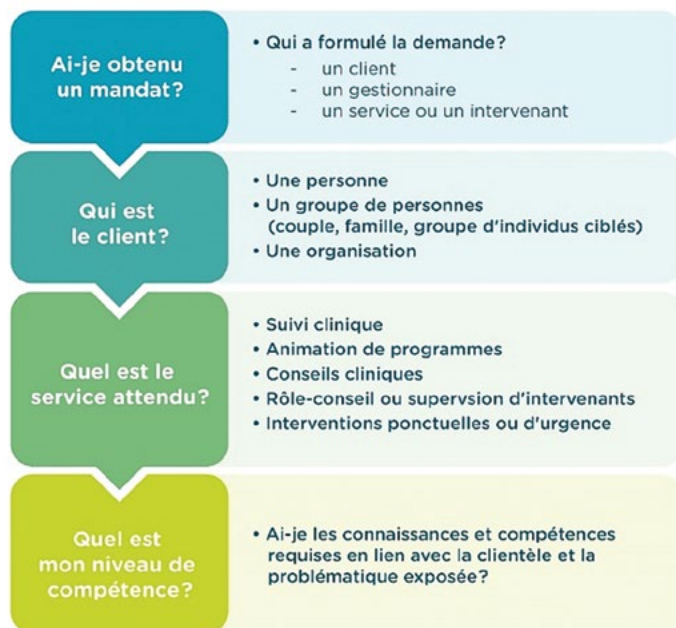 Ai-je obtenu
un mandat?
• Qui a formulé la demande?
- un client
- un gestionnaire
- un service ou un intervenant
Qui est
le client?
• Une personne
• Un groupe de personnes
(couple, famille, groupe d'individus ciblés)
• Une organisation
Quel est le
service attendu?
• Suivi clinique
• Animation de programmes
• Conseils cliniques
• Rôle-conseil ou supervsion d'intervenants
• Interventions ponctuelles ou d'urgence
Quel est
mon niveau de
compétence?
• Ai-je les connaissances et compétences
requises en lien avec la clientèle et la
problématique exposée?